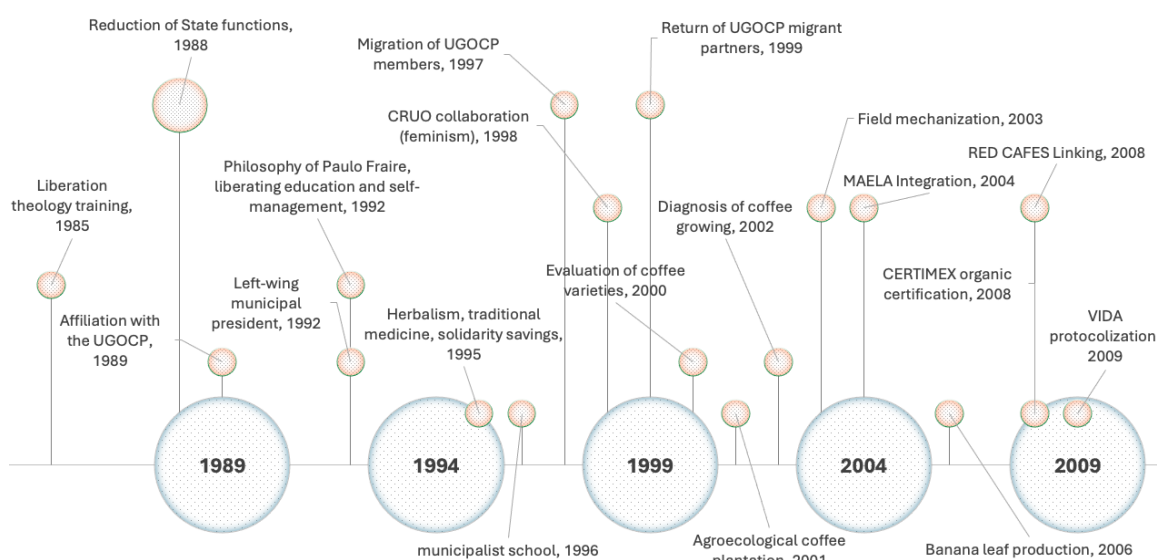 Reduction of State functions,
1988
Liberation
theology training,
1985
Affiliation with
the UGOCP,
1989
Philosophy of Paulo Fraire,
liberating education and self-
management, 1992
Left-wing
municipal
president, 1992
Herbalism, traditional
medicine, solidarity savings,
1995
municipalist school, 1996
Migration of UGOCP
members, 1997
CRUO collaboration
(feminism), 1998
Return of UGOCP migrant
partners, 1999
Evaluation of coffee
varieties, 2000
Agroecological coffee
plantation, 2001
Diagnosis of coffee
growing, 2002
Field mechanization, 2003
MAELA Integration, 2004
Banana leaf production, 2006
RED CAFES Linking, 2008
CERTIMEX organic
certification, 2008
VIDA
protocolization
2009
1989
1994
1999
2004
2009